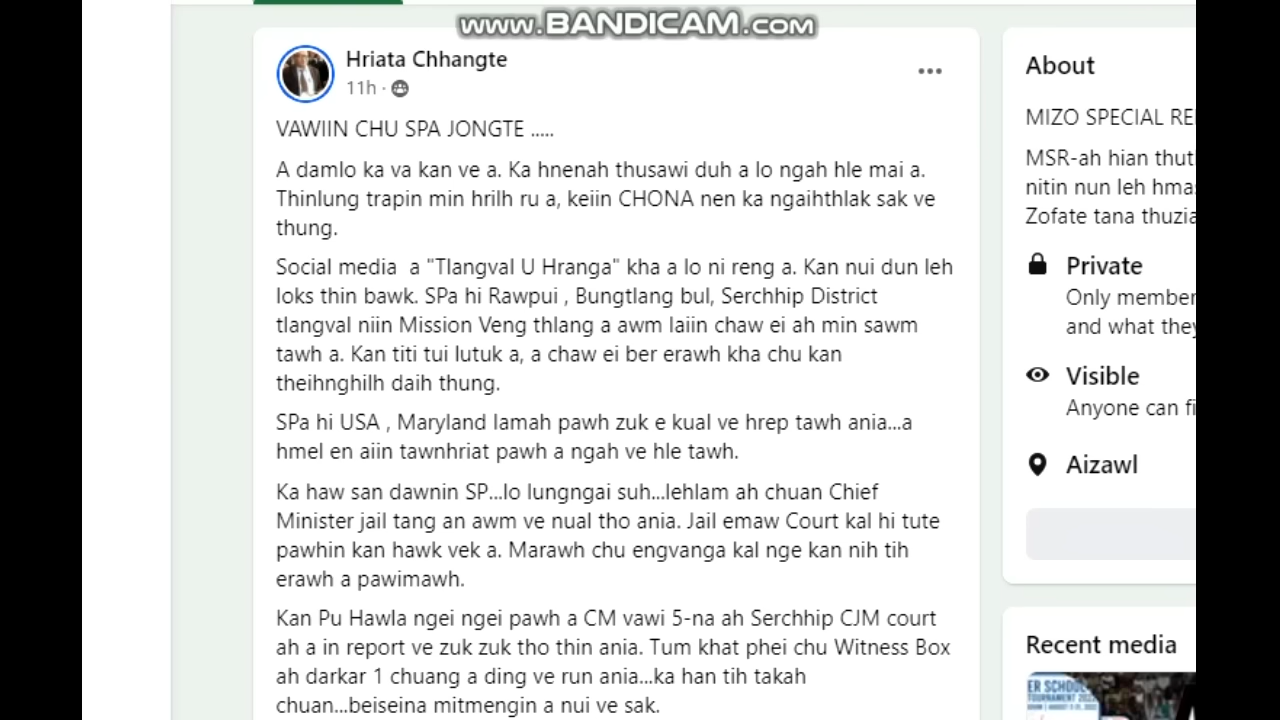 www.BANDICAM.com
Hriata Chhangte
11h ·
VAWIIN CHU SPA JONGTE .....
A damlo ka va kan ve a. Ka hnenah thusawi duh a lo ngah hle mai a.
Thinlung trapin min hrilh ru a, keiin CHONA nen ka ngaihthlak sak ve
thung.
Social media a "Tlangval U Hranga" kha a lo ni reng a. Kan nui dun leh
loks thin bawk. SPa hi Rawpui , Bungtlang bul, Serchhip District
tlangval niin Mission Veng thlang a awm laiin chaw ei ah min sawm
tawh a. Kan titi tui lutuk a, a chaw ei ber erawh kha chu kan
theihnghilh daih thung.
SPa hi USA , Maryland lamah pawh zuk e kual ve hrep tawh ania...a
hmel en aiin tawnhriat pawh a ngah ve hle tawh.
Ka haw san dawnin SP...lo lungngai suh...lehlam ah chuan Chief
Minister jail tang an awm ve nual tho ania. Jail emaw Court kal hi tute
pawhin kan hawk vek a. Marawh chu engvanga kal nge kan nih tih
erawh a pawimawh.
Kan Pu Hawla ngei ngei pawh a CM vawi 5-na ah Serchhip CJM court
ah a in report ve zuk zuk tho thin ania. Tum khat phei chu Witness Box
ah darkar 1 chuang a ding ve run ania...ka han tih takah
chuan...beiseina mitmengin a nui ve sak.
About
MIZO SPECIAL RE
MSR-ah hian thut
nitin nun leh hma
Zofate tana thuzia
Private
Only member
and what they
Visible
Anyone can fi
Aizawl
Recent media
ER SCHOO
TOURNAMENT 202